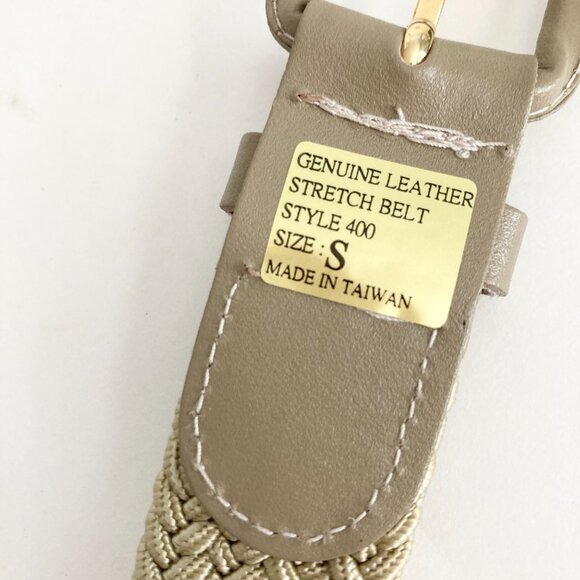 GENUINE LEATHER
STRETCH BELT
STYLE 400
SIZE : S
MADE IN TAIWAN